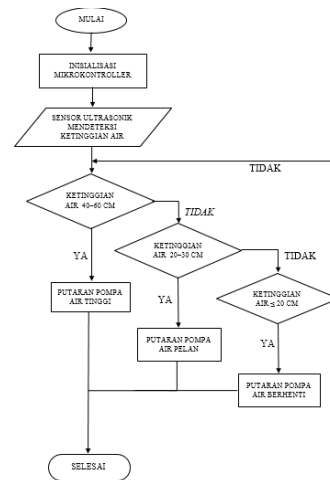 MULAI
INISIALISASI
MIKROKONTROLLER
SENSOR ULTRASONIK
MENDETEKSI
KETINGGIAN AIR
TIDAK
KETINGGIAN
AIR 40-60 CM
TIDAK
YA
KETINGGIAN
AIR 20-30 CM
TIDAK
PUTARAN POMPA
AIR TINGGI
YA
KETINGGIAN
AIR ≤ 20 CM
PUTARAN POMPA
AIR PELAN
YA
PUTARAN POMPA
AIR BERHENTI
SELESAI